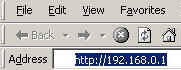 File Edit View Favorites
Back
Address http://192.168.0.1